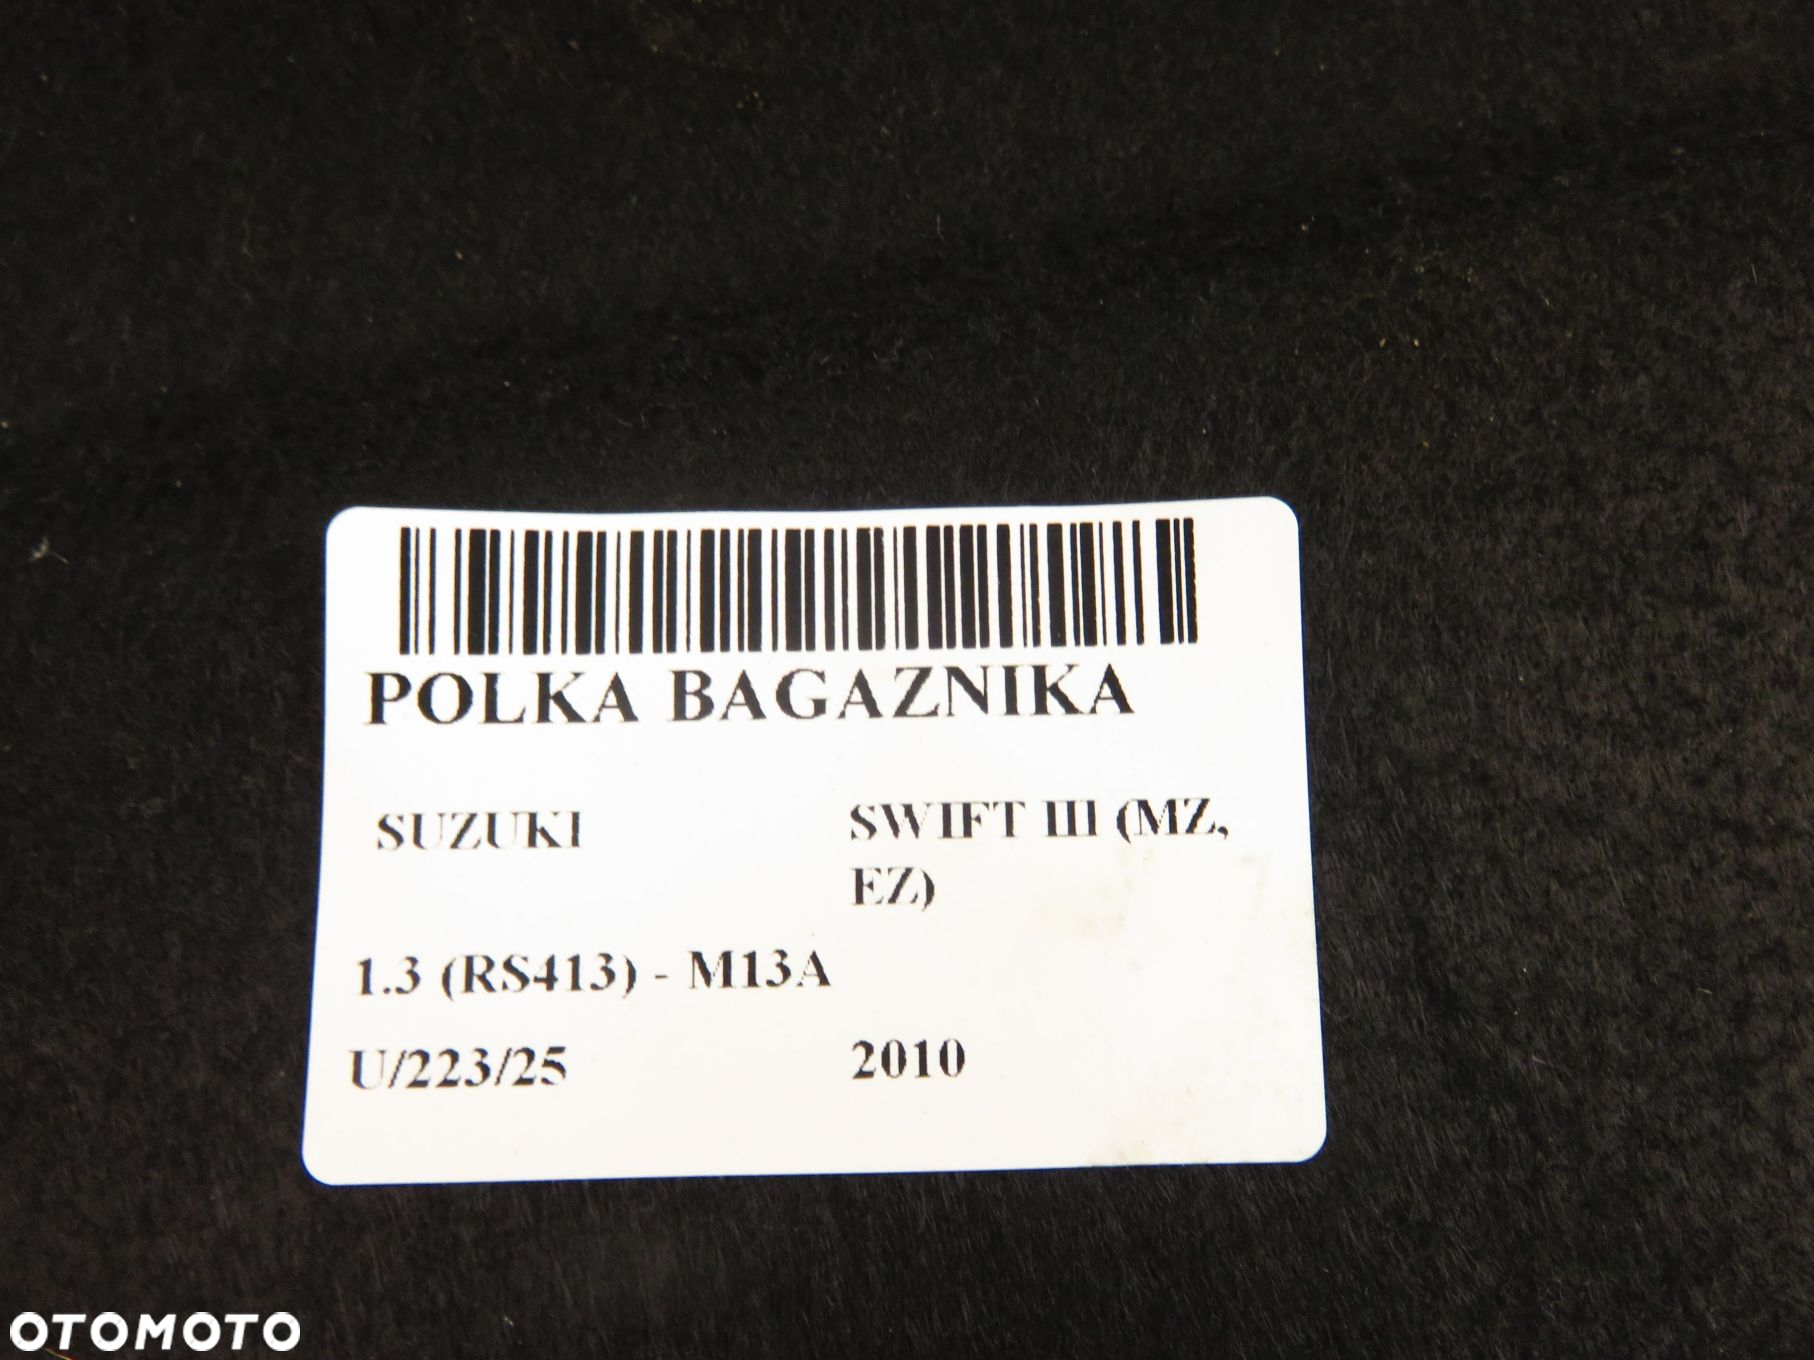 POLKA BAGAZNIKA
SUZUKI SWIFT III (MZ,
EZ)
1.3 (RS413) - M13A
U/223/25 2010
OTOMOTO